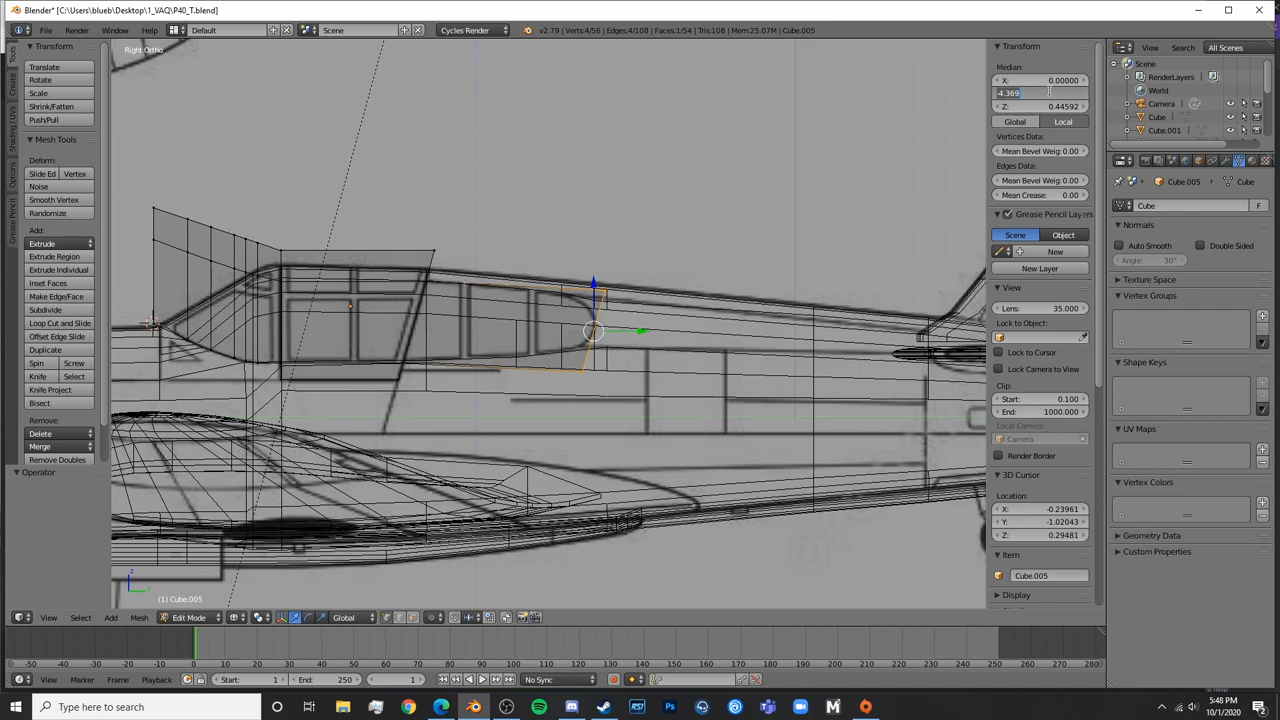 Blender* [C:\Users\blueb\Desktop\1_VAQ\P40_T.blend]
File Render Window Help Default Scene Cycles Render v2.79 | Verts:4/56 | Edges:4/108 | Faces:1/54 | Tris:108 | Mem:25.07M | Cube.005
View Search All Scenes
Transform
Translate
Rotate
Scale
Shrink/Fatten
Push/Pull
Mesh Tools
Deform:
Slide Ed Vertex
Noise
Smooth Vertex
Randomize
Add:
Extrude
Extrude Region
Extrude Individual
Inset Faces
Make Edge/Face
Subdivide
Loop Cut and Slide
Offset Edge Slide
Duplicate
Spin Screw
Knife Select
Knife Project
Bisect
Remove:
Delete
Merge
Remove Doubles
Operator
Tools
Create
Shading / UVs
Options
Grease Pencil
Right Ortho
(1) Cube.005
Transform
Median:
X: 0.00000
-4.369
Z: 0.44592
Global Local
Vertices Data:
Mean Bevel Weig: 0.00
Edges Data:
Mean Bevel Weig: 0.00
Mean Crease: 0.00
Grease Pencil Layers
Scene Object
New
New Layer
View
Lens: 35.000
Lock to Object:
Lock to Cursor
Lock Camera to View
Clip:
Start: 0.100
End: 1000.000
Local Camera:
Camera
Render Border
3D Cursor
Location:
X: -0.23961
Y: -1.02043
Z: 0.29481
Item
Cube.005
Display
Scene
RenderLayers
World
Camera
Cube
Cube.001
Cube.005 Cube
Cube F
Normals
Auto Smooth Double Sided
Angle: 30°
Texture Space
Vertex Groups
Shape Keys
UV Maps
Vertex Colors
Geometry Data
Custom Properties
View Select Add Mesh Edit Mode Global
-50 -40 -30 -20 -10 0 10 20 30 40 50 60 70 80 90 100 110 120 130 140 150 160 170 180 190 200 210 220 230 240 250 260 270 280
View Marker Frame Playback Start: 1 End: 250 1 No Sync
Type here to search
5:48 PM
10/1/2020